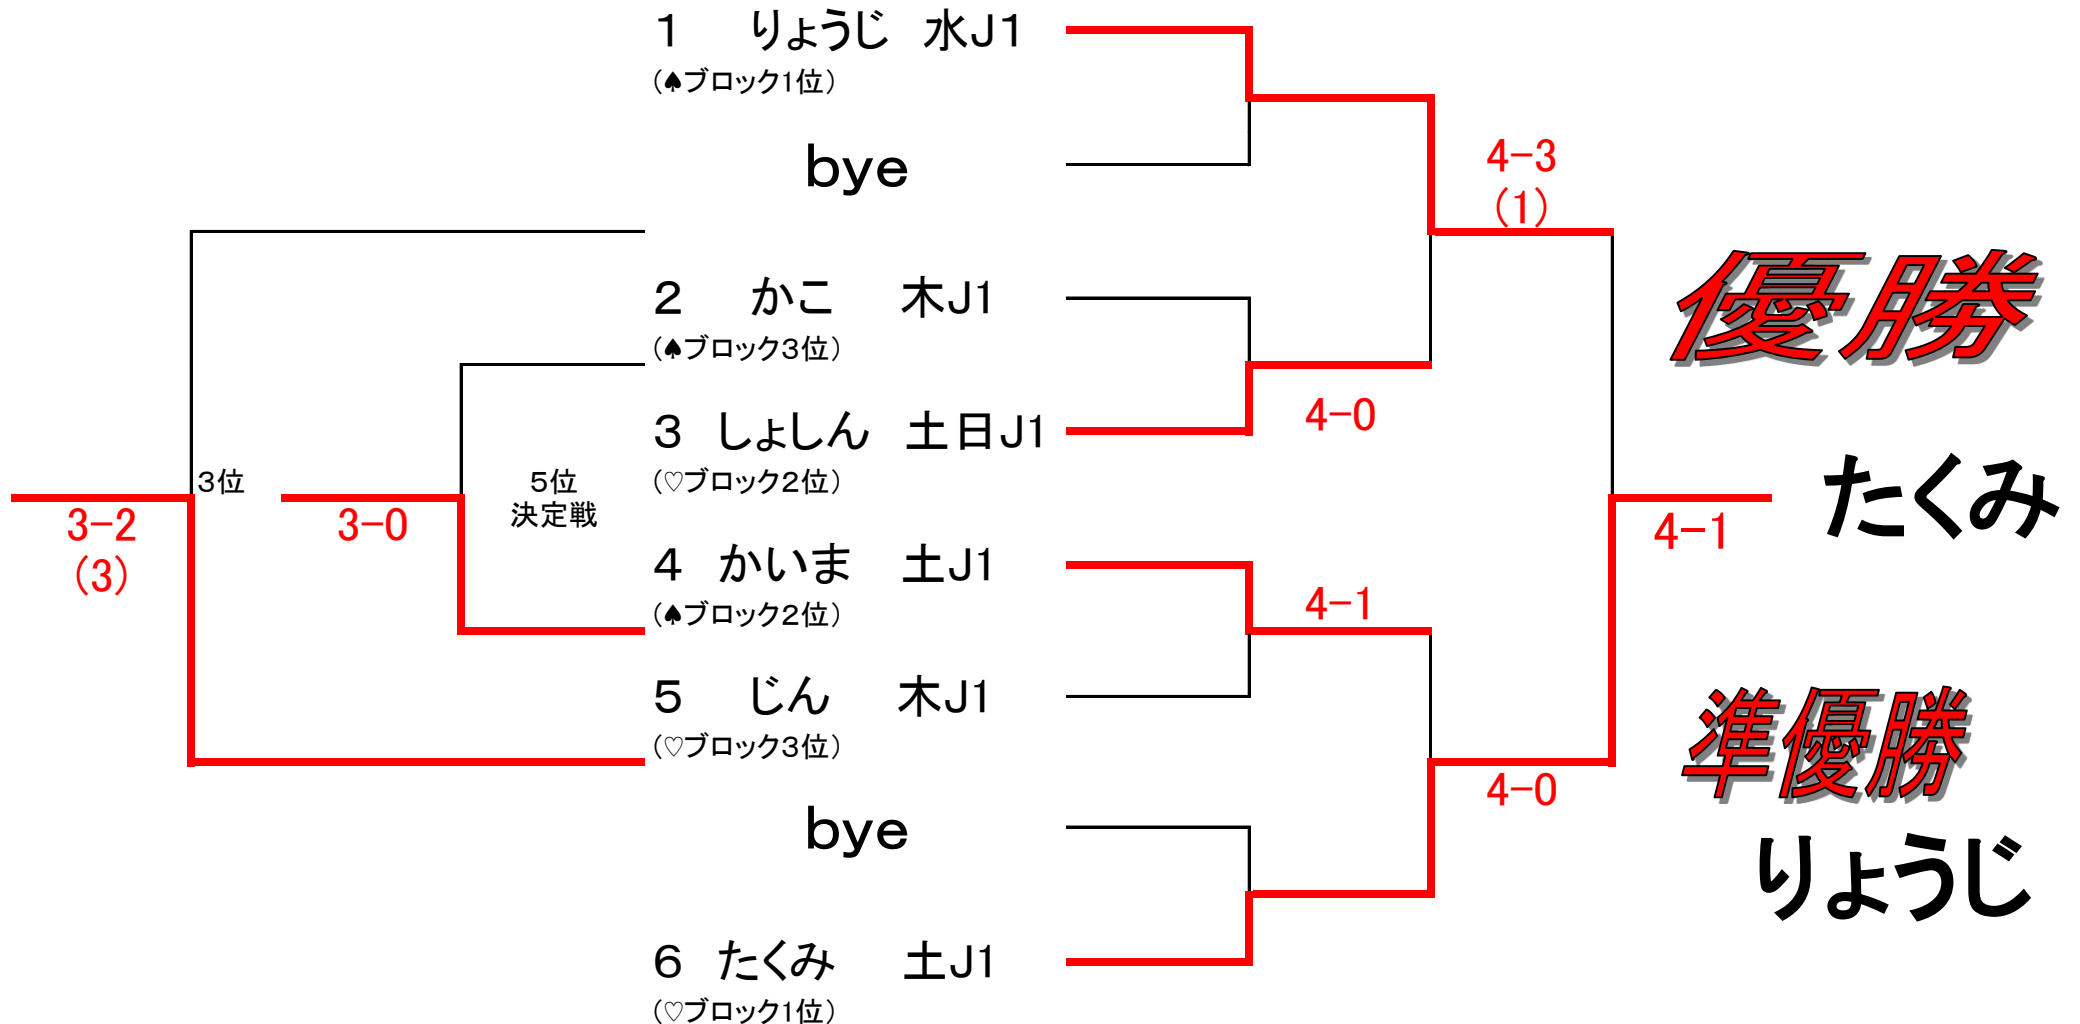 １　りょうじ　水J1
(♠ブロック1位)
bye
4-3
(1)
２　かこ　木J1
(♠ブロック３位)
優勝
３　しょしん　土日J1
(♡ブロック２位)
4-0
たくみ
3位
3-2
(3)
3-0
５位
決定戦
4-1
４　かいま　土J1
(♠ブロック２位)
4-1
５　じん　木J1
(♡ブロック３位)
準優勝
4-0
bye
りょうじ
６　たくみ　土J1
(♡ブロック1位)